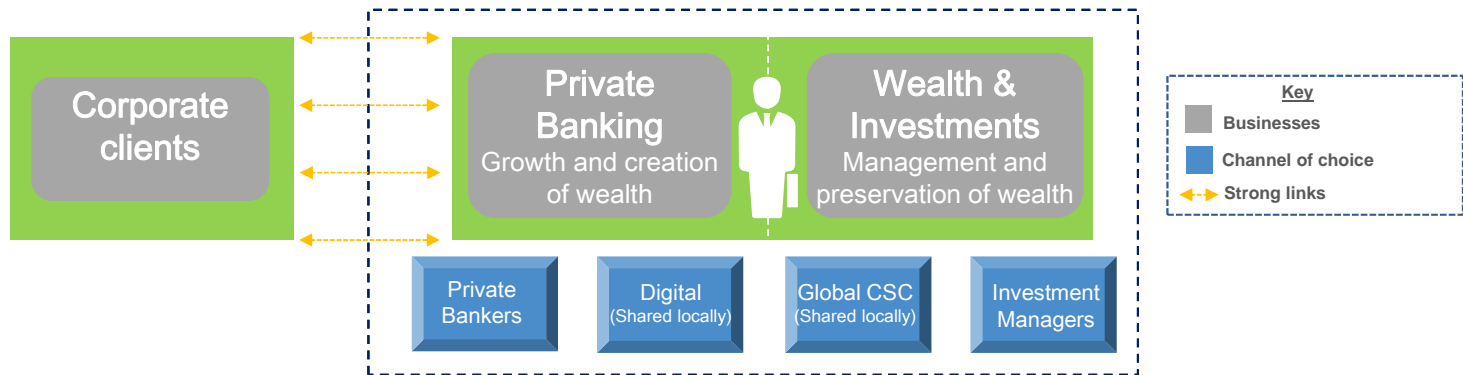 Corporate
clients
Private
Banking
Growth and creation
of wealth
Wealth &
Investments
Management and
preservation of wealth
Private
Bankers
Digital
(Shared locally)
Global CSC
(Shared locally)
Investment
Managers
Key
Businesses
Channel of choice
Strong links